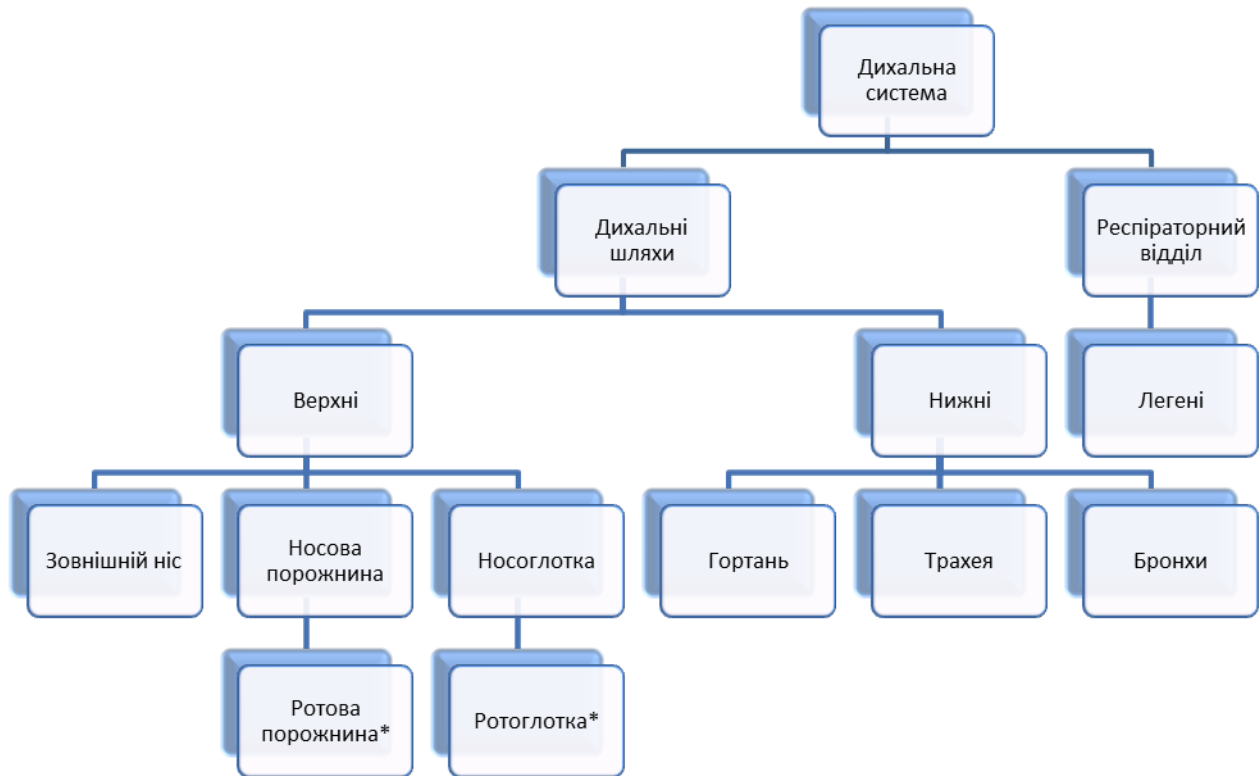 Дихальна
система
Дихальні
шляхи
Респіраторний
відділ
Верхні
Нижні
Легені
Зовнішній ніс
Носова
порожнина
Носоглотка
Гортань
Трахея
Бронхи
Ротова
порожнина*
Ротоглотка*